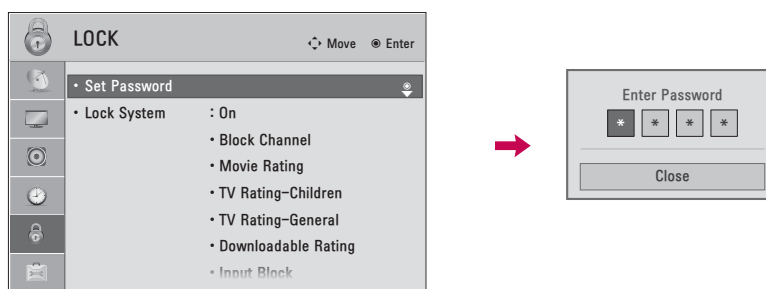 LOCK
Move Enter
• Set Password
• Lock System : On
• Block Channel
• Movie Rating
• TV Rating-Children
• TV Rating-General
• Downloadable Rating
• Input Block
Enter Password
* * * *
Close